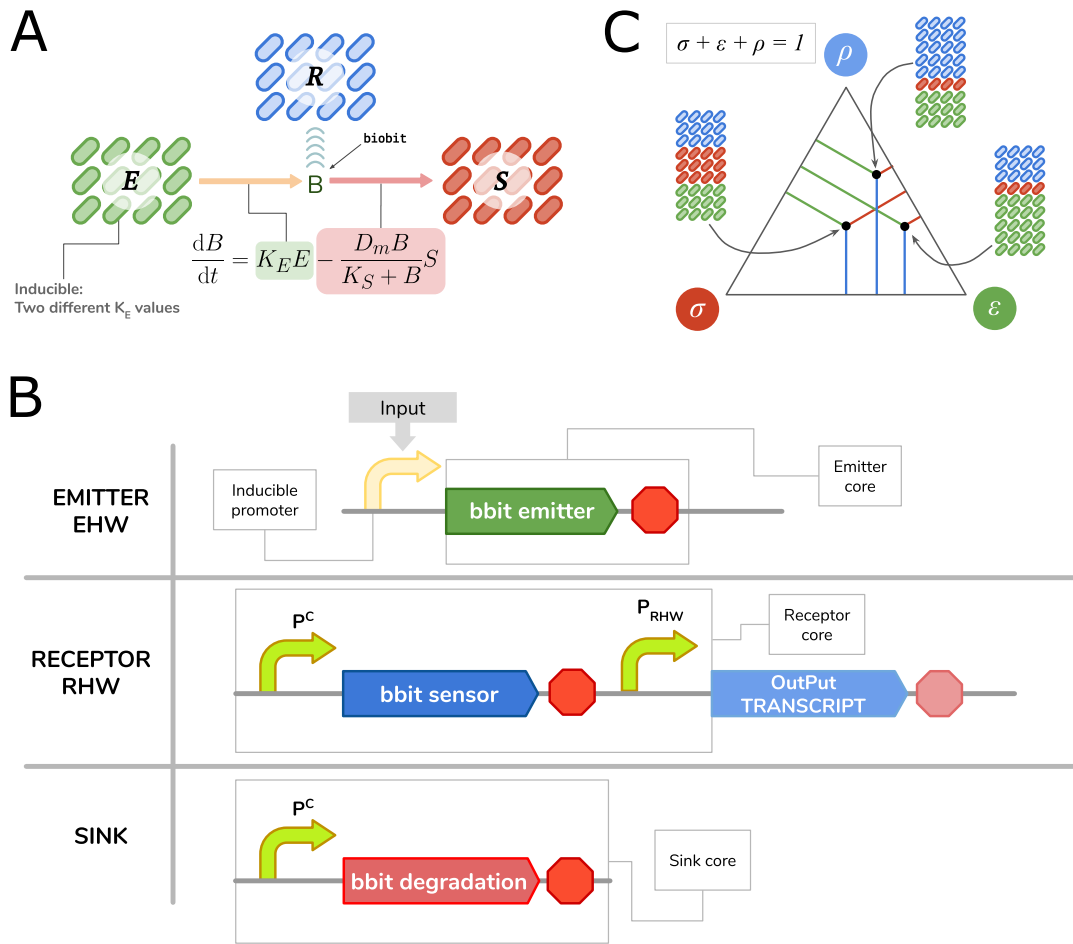 A
R
biobit
E
B
S
dB/dt = K_E E − D_m B/(K_S + B) S
Inducible:
Two different K_E values
C
σ + ε + ρ = 1
ρ
σ
ε
B
Input
EMITTER
EHW
Inducible
promoter
bbit emitter
Emitter
core
RECEPTOR
RHW
P^C
bbit sensor
P_RHW
Receptor
core
OutPut
TRANSCRIPT
SINK
P^C
bbit degradation
Sink core